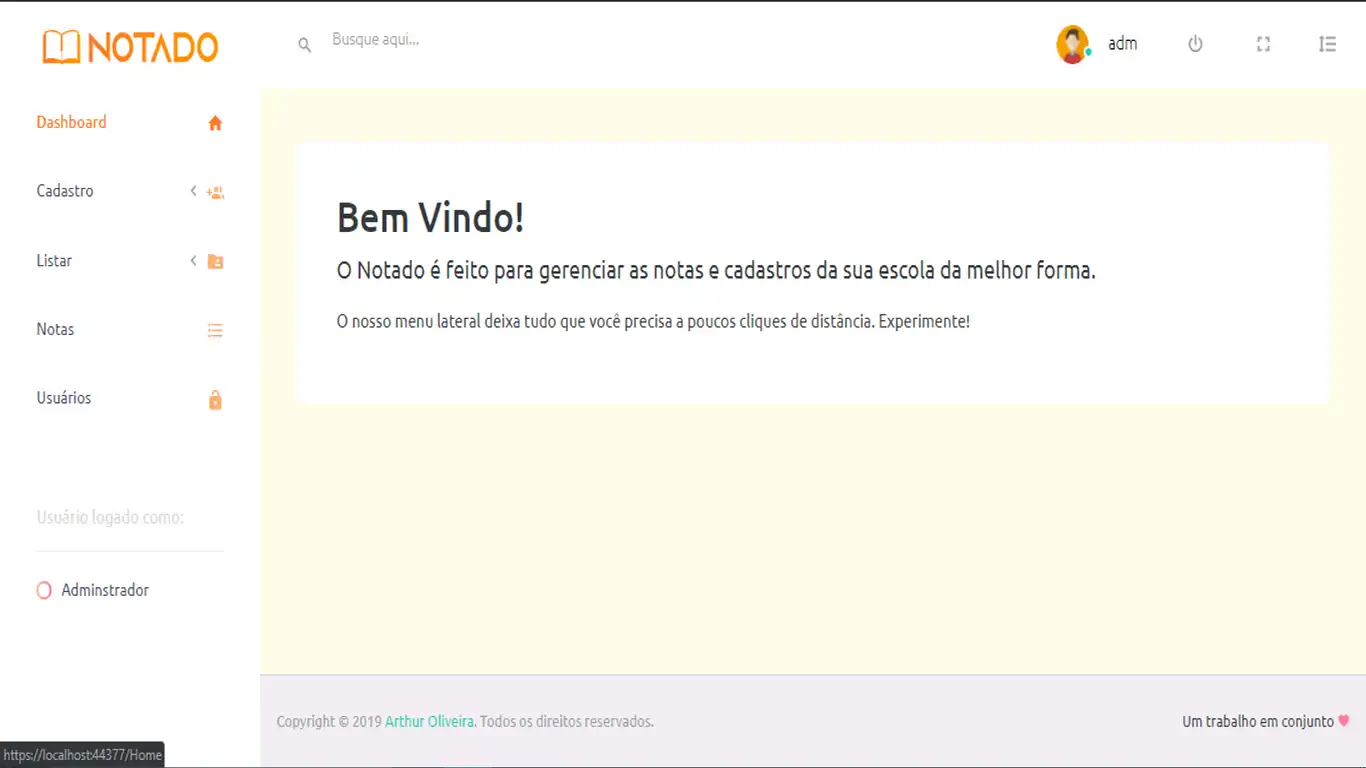 NOTADO
Busque aqui...
adm
Dashboard
Cadastro
Listar
Notas
Usuários
Usuário logado como:
Adminstrador
Bem Vindo!
O Notado é feito para gerenciar as notas e cadastros da sua escola da melhor forma.
O nosso menu lateral deixa tudo que você precisa a poucos cliques de distância. Experimente!
Copyright © 2019 Arthur Oliveira. Todos os direitos reservados.
Um trabalho em conjunto
https://localhost:44377/Home